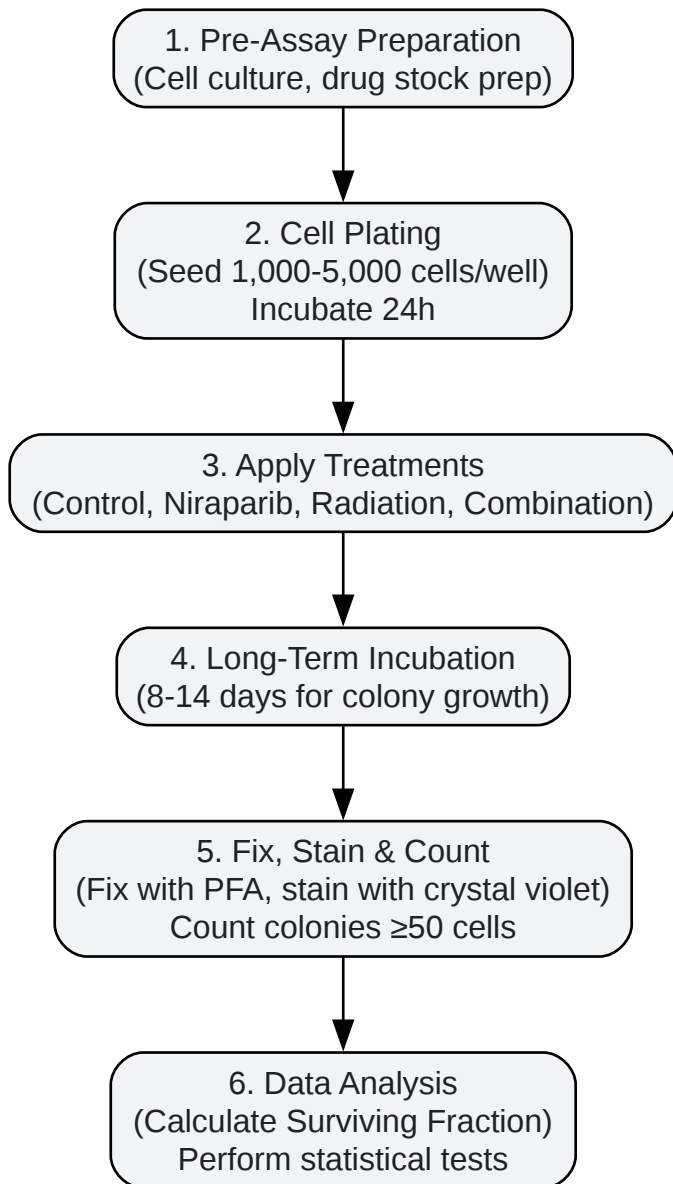 1. Pre-Assay Preparation
(Cell culture, drug stock prep)
2. Cell Plating
(Seed 1,000-5,000 cells/well)
Incubate 24h
3. Apply Treatments
(Control, Niraparib, Radiation, Combination)
4. Long-Term Incubation
(8-14 days for colony growth)
5. Fix, Stain & Count
(Fix with PFA, stain with crystal violet)
Count colonies ≥50 cells
6. Data Analysis
(Calculate Surviving Fraction)
Perform statistical tests